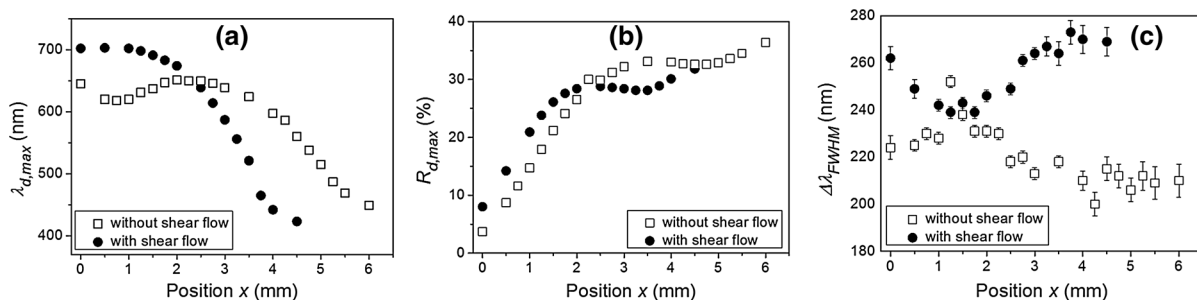 (a)
700
600
500
400
λd,max (nm)
without shear flow
with shear flow
0 1 2 3 4 5 6
Position x (mm)
(b)
40
30
20
10
0
Rd,max (%)
without shear flow
with shear flow
0 1 2 3 4 5 6
Position x (mm)
(c)
280
260
240
220
200
180
ΔλFWHM (nm)
without shear flow
with shear flow
0 1 2 3 4 5 6
Position x (mm)